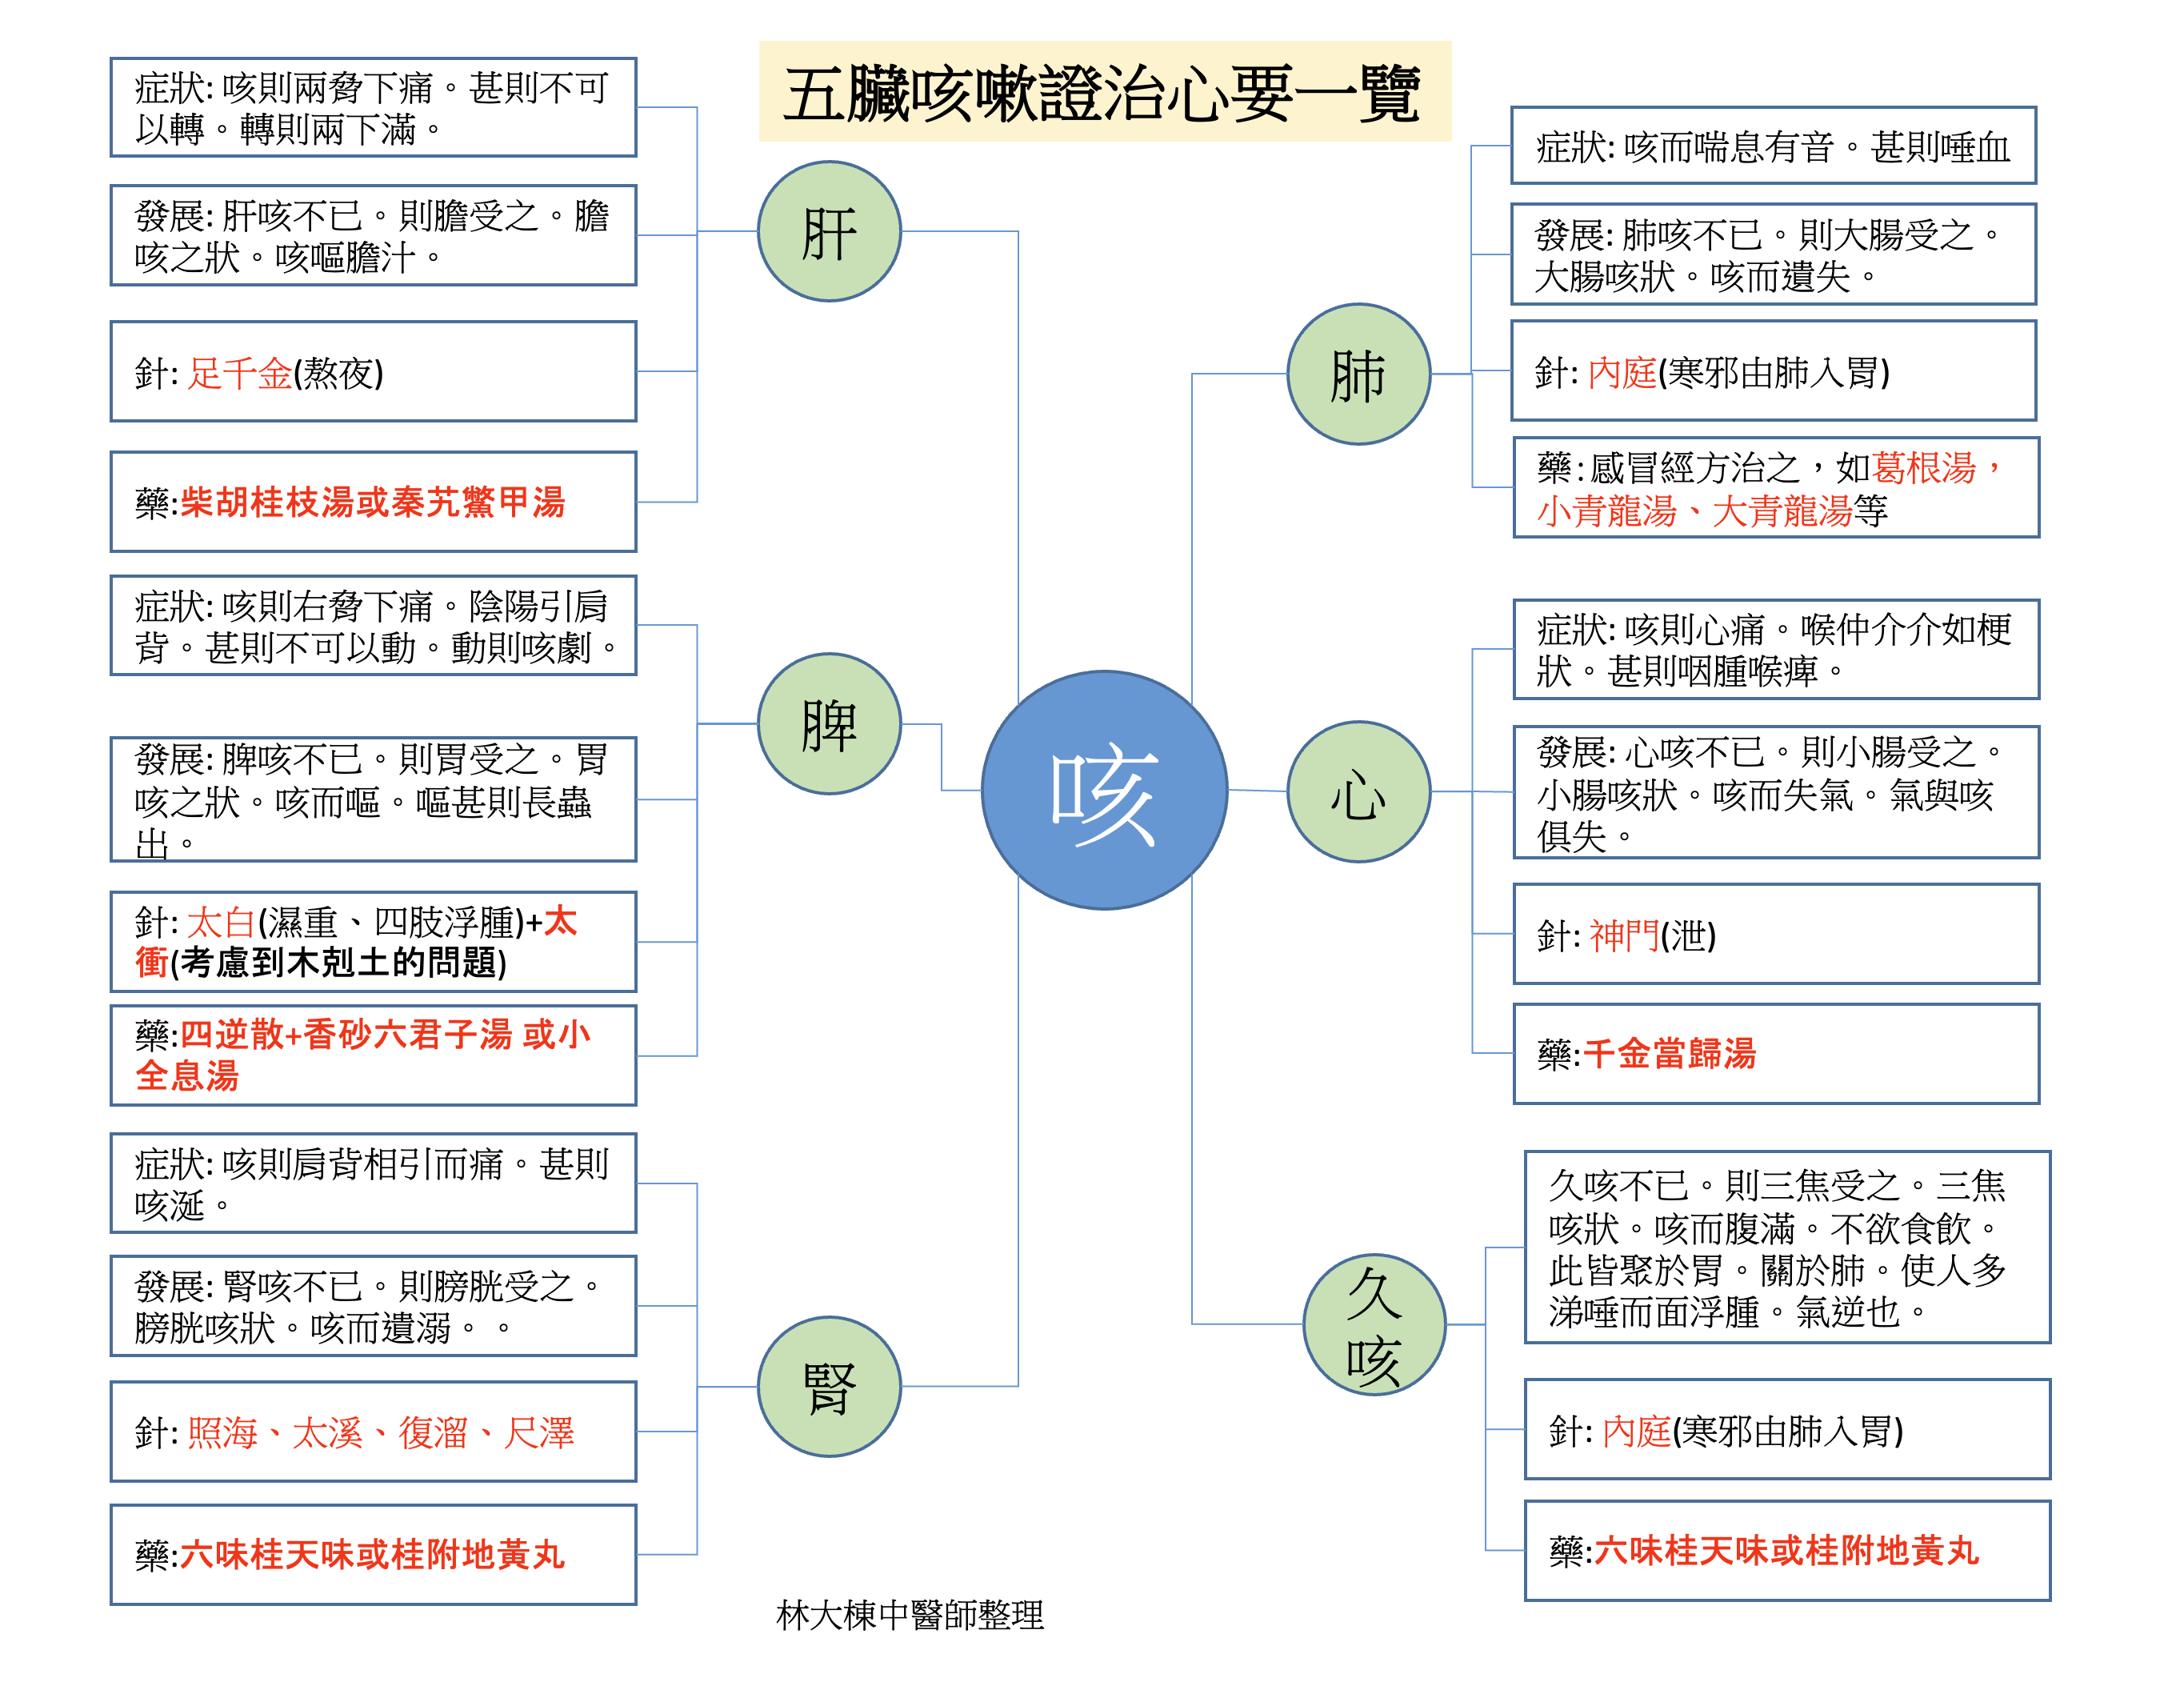 五臟咳嗽證治心要一覽
肝
症狀: 咳則兩脅下痛。甚則不可
以轉。轉則兩下滿。
發展: 肝咳不已。則膽受之。膽
咳之狀。咳嘔膽汁。
針: 足千金(熬夜)
藥:柴胡桂枝湯或秦艽鱉甲湯
脾
症狀: 咳則右脅下痛。陰陽引肩
背。甚則不可以動。動則咳劇。
發展: 脾咳不已。則胃受之。胃
咳之狀。咳而嘔。嘔甚則長蟲
出。
針: 太白(濕重、四肢浮腫)+太
衝(考慮到木剋土的問題)
藥:四逆散+香砂六君子湯 或小
全息湯
腎
症狀: 咳則肩背相引而痛。甚則
咳涎。
發展: 腎咳不已。則膀胱受之。
膀胱咳狀。咳而遺溺。。
針: 照海、太溪、復溜、尺澤
藥:六味桂天味或桂附地黃丸
咳
肺
症狀: 咳而喘息有音。甚則唾血
發展: 肺咳不已。則大腸受之。
大腸咳狀。咳而遺失。
針: 內庭(寒邪由肺入胃)
藥:感冒經方治之，如葛根湯，
小青龍湯、大青龍湯等
心
症狀: 咳則心痛。喉仲介介如梗
狀。甚則咽腫喉痺。
發展: 心咳不已。則小腸受之。
小腸咳狀。咳而失氣。氣與咳
俱失。
針: 神門(泄)
藥:千金當歸湯
久
咳
久咳不已。則三焦受之。三焦
咳狀。咳而腹滿。不欲食飲。
此皆聚於胃。關於肺。使人多
涕唾而面浮腫。氣逆也。
針: 內庭(寒邪由肺入胃)
藥:六味桂天味或桂附地黃丸
林大棟中醫師整理